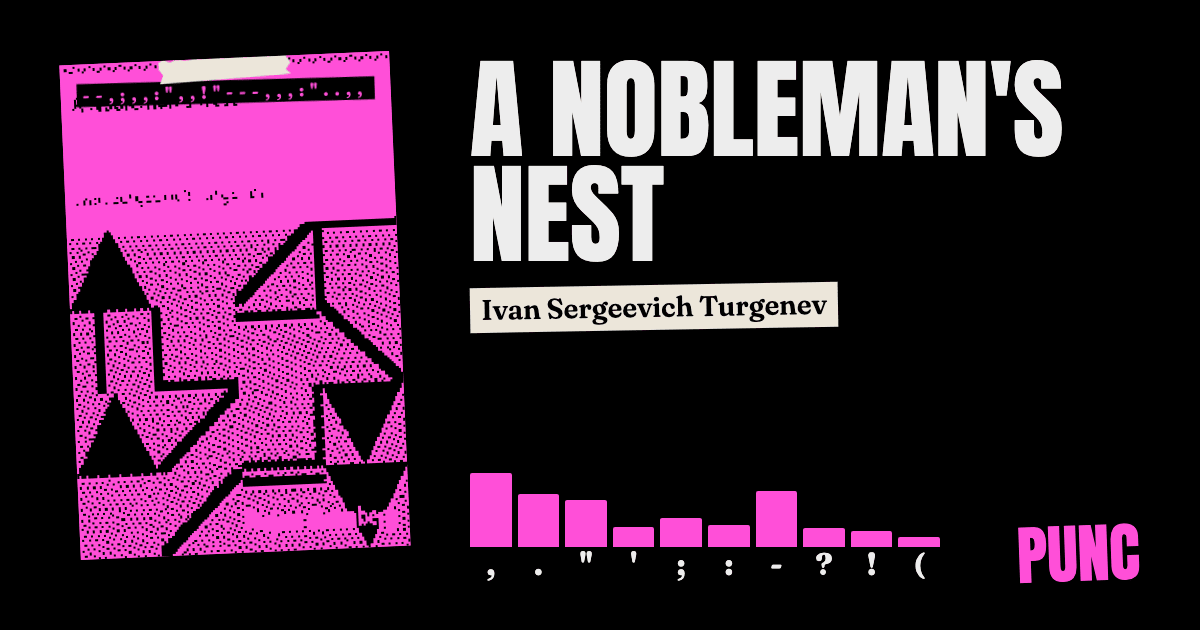 --,;,,:",,!"---,,,:"..,,
A NOBLEMAN'S
NEST
Ivan Sergeevich Turgenev
, . " ' ; : - ? ! (
PUNC